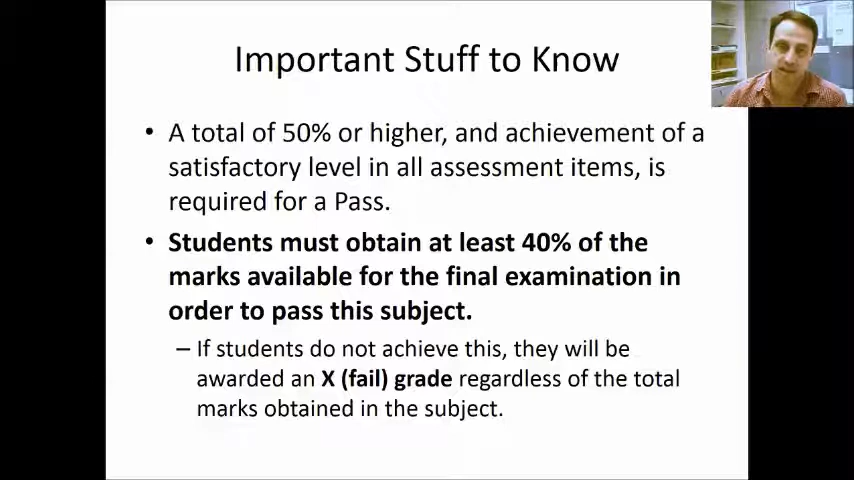 Important Stuff to Know
• A total of 50% or higher, and achievement of a
satisfactory level in all assessment items, is
required for a Pass.
• Students must obtain at least 40% of the
marks available for the final examination in
order to pass this subject.
– If students do not achieve this, they will be
awarded an X (fail) grade regardless of the total
marks obtained in the subject.